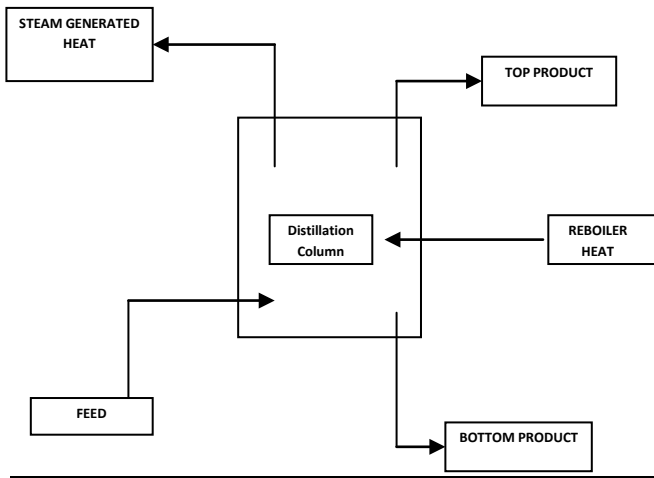 STEAM GENERATED
HEAT
TOP PRODUCT
Distillation
Column
REBOILER
HEAT
FEED
BOTTOM PRODUCT